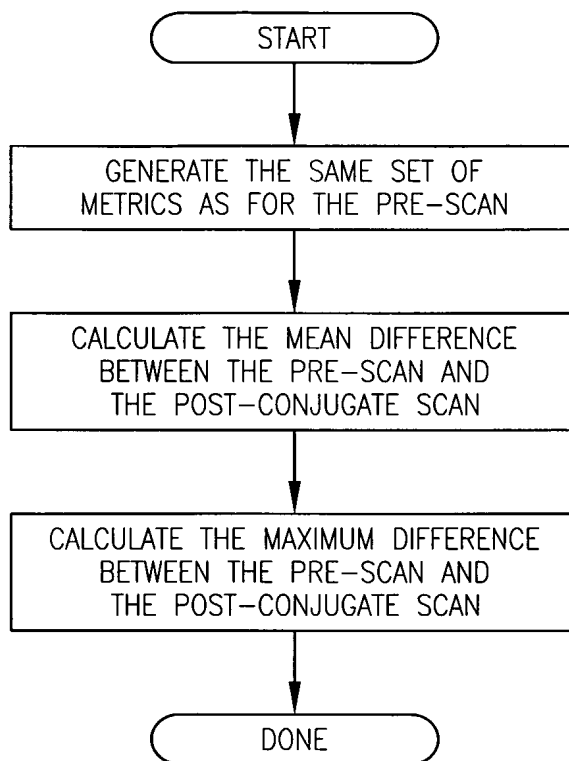 START
GENERATE THE SAME SET OF
METRICS AS FOR THE PRE-SCAN
CALCULATE THE MEAN DIFFERENCE
BETWEEN THE PRE-SCAN AND
THE POST-CONJUGATE SCAN
CALCULATE THE MAXIMUM DIFFERENCE
BETWEEN THE PRE-SCAN AND
THE POST-CONJUGATE SCAN
DONE